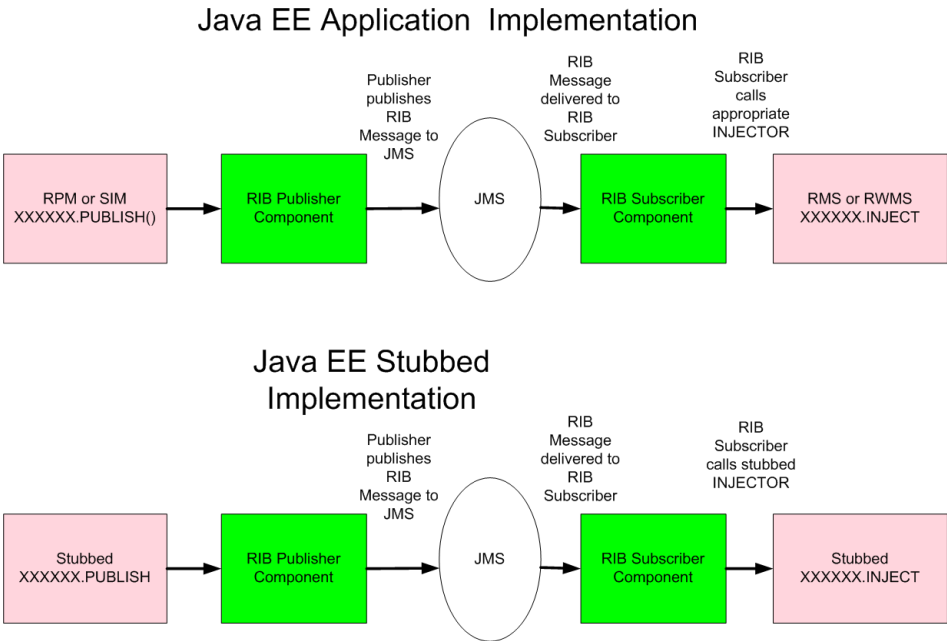 Java EE Application  Implementation
Publisher
publishes
RIB
Message to
JMS
RIB
Message
delivered to
RIB
Subscriber
RIB
Subscriber
calls
appropriate
INJECTOR
RPM or SIM
XXXXXX.PUBLISH()
RIB Publisher
Component
JMS
RIB Subscriber
Component
RMS or RWMS
XXXXXX.INJECT
Java EE Stubbed
Implementation
Publisher
publishes
RIB
Message to
JMS
RIB
Message
delivered to
RIB
Subscriber
RIB
Subscriber
calls stubbed
INJECTOR
Stubbed
XXXXXX.PUBLISH
RIB Publisher
Component
JMS
RIB Subscriber
Component
Stubbed
XXXXXX.INJECT